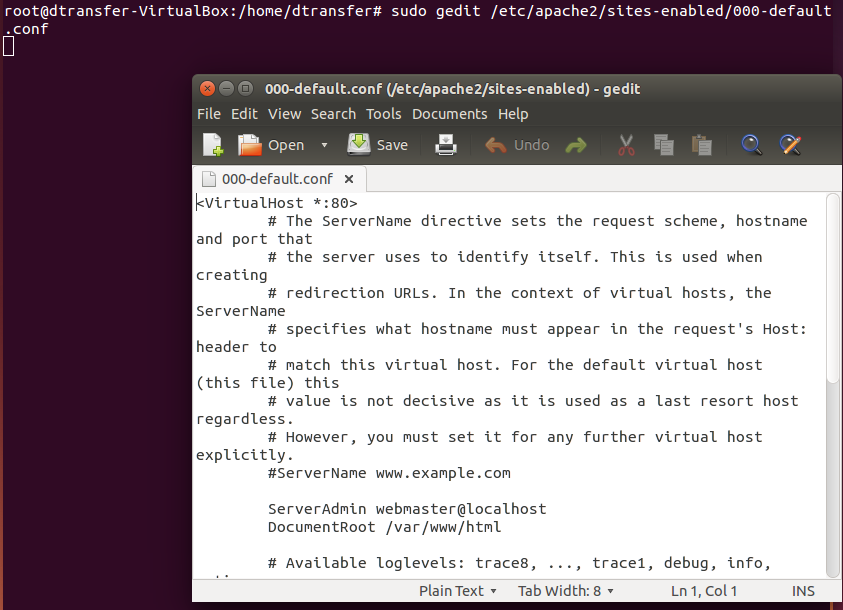 root@dtransfer-VirtualBox:/home/dtransfer# sudo gedit /etc/apache2/sites-enabled/000-default
.conf
000-default.conf (/etc/apache2/sites-enabled) - gedit
File Edit View Search Tools Documents Help
Open Save Undo
000-default.conf
<VirtualHost *:80>
# The ServerName directive sets the request scheme, hostname
and port that
# the server uses to identify itself. This is used when
creating
# redirection URLs. In the context of virtual hosts, the
ServerName
# specifies what hostname must appear in the request's Host:
header to
# match this virtual host. For the default virtual host
(this file) this
# value is not decisive as it is used as a last resort host
regardless.
# However, you must set it for any further virtual host
explicitly.
#ServerName www.example.com
ServerAdmin webmaster@localhost
DocumentRoot /var/www/html
# Available loglevels: trace8, ..., trace1, debug, info,
Plain Text Tab Width: 8 Ln 1, Col 1 INS